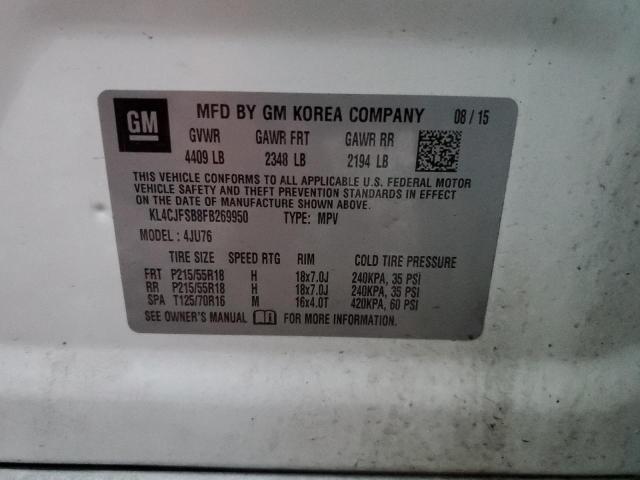 GM MFD BY GM KOREA COMPANY 08 / 15
GVWR GAWR FRT GAWR RR
4409 LB 2348 LB 2194 LB
THIS VEHICLE CONFORMS TO ALL APPLICABLE U.S. FEDERAL MOTOR
VEHICLE SAFETY AND THEFT PREVENTION STANDARDS IN EFFECT
ON THE DATE OF MANUFACTURE SHOWN ABOVE.
KL4CJFSB8FB269950 TYPE: MPV
MODEL : 4JU76
TIRE SIZE SPEED RTG RIM COLD TIRE PRESSURE
FRT P215/55R18 H 18x7.0J 240KPA, 35 PSI
RR P215/55R18 H 18x7.0J 240KPA, 35 PSI
SPA T125/70R16 M 16x4.0T 420KPA, 60 PSI
SEE OWNER'S MANUAL FOR MORE INFORMATION.